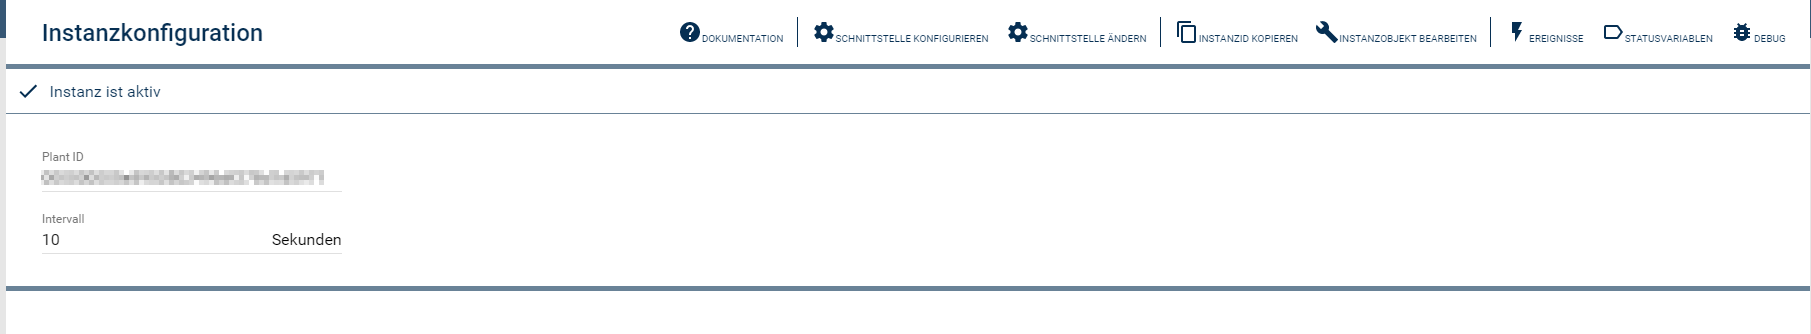 Instanzkonfiguration
DOKUMENTATION
SCHNITTSTELLE KONFIGURIEREN
SCHNITTSTELLE ÄNDERN
INSTANZID KOPIEREN
INSTANZOBJEKT BEARBEITEN
EREIGNISSE
STATUSVARIABLEN
DEBUG
Instanz ist aktiv
Plant ID
Intervall
10 Sekunden